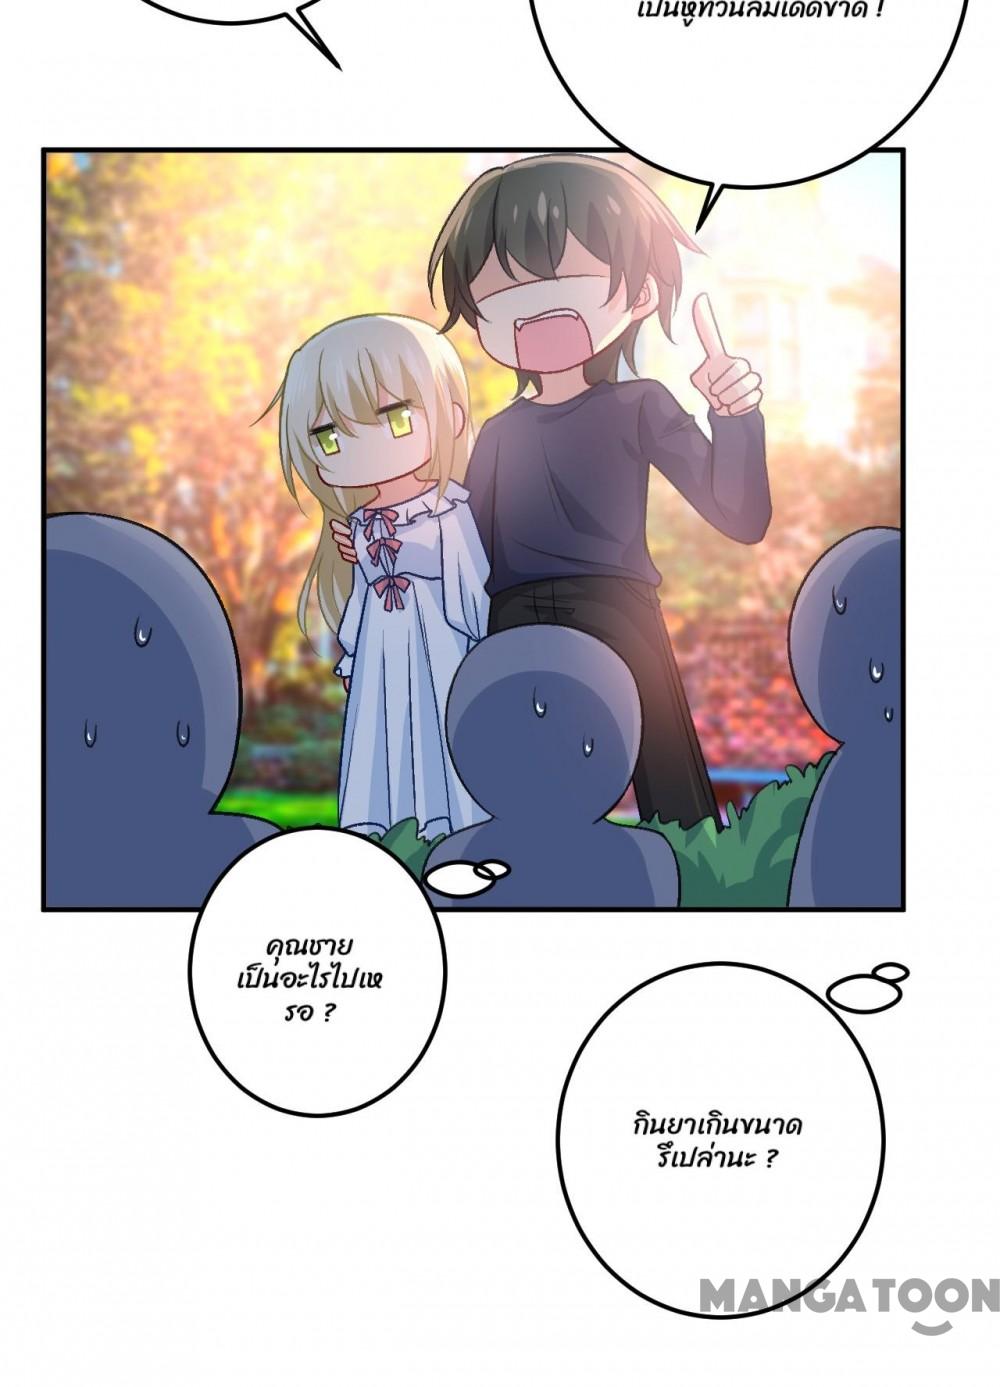 เป็นหูทวนลมเด็ดขาด !
คุณชาย
เป็นอะไรไปเห
รอ ?
กินยาเกินขนาด
รึเปล่านะ ?
MANGATOON